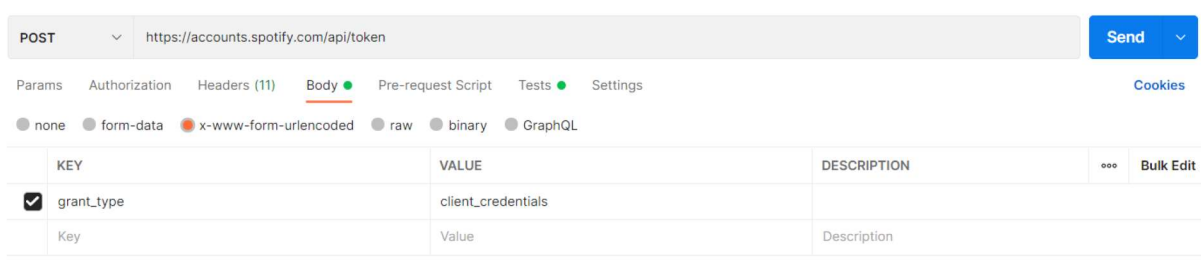 POST https://accounts.spotify.com/api/token Send
Params Authorization Headers (11) Body Pre-request Script Tests Settings Cookies
none form-data x-www-form-urlencoded raw binary GraphQL
KEY VALUE DESCRIPTION ooo Bulk Edit
grant_type client_credentials
Key Value Description